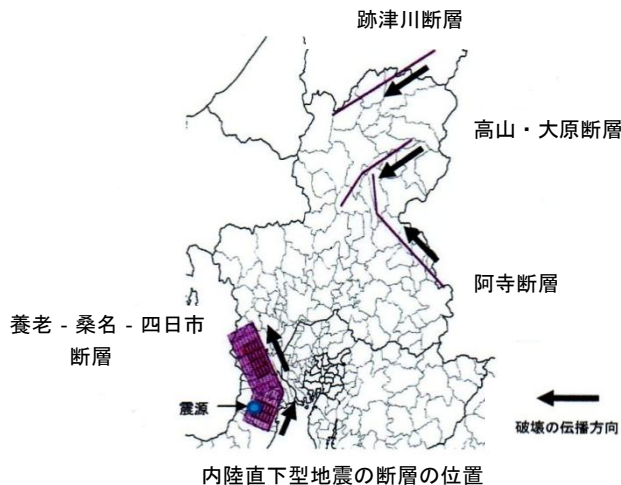 跡津川断層
高山・大原断層
阿寺断層
養老 - 桑名 - 四日市
断層
震源
破壊の伝播方向
内陸直下型地震の断層の位置